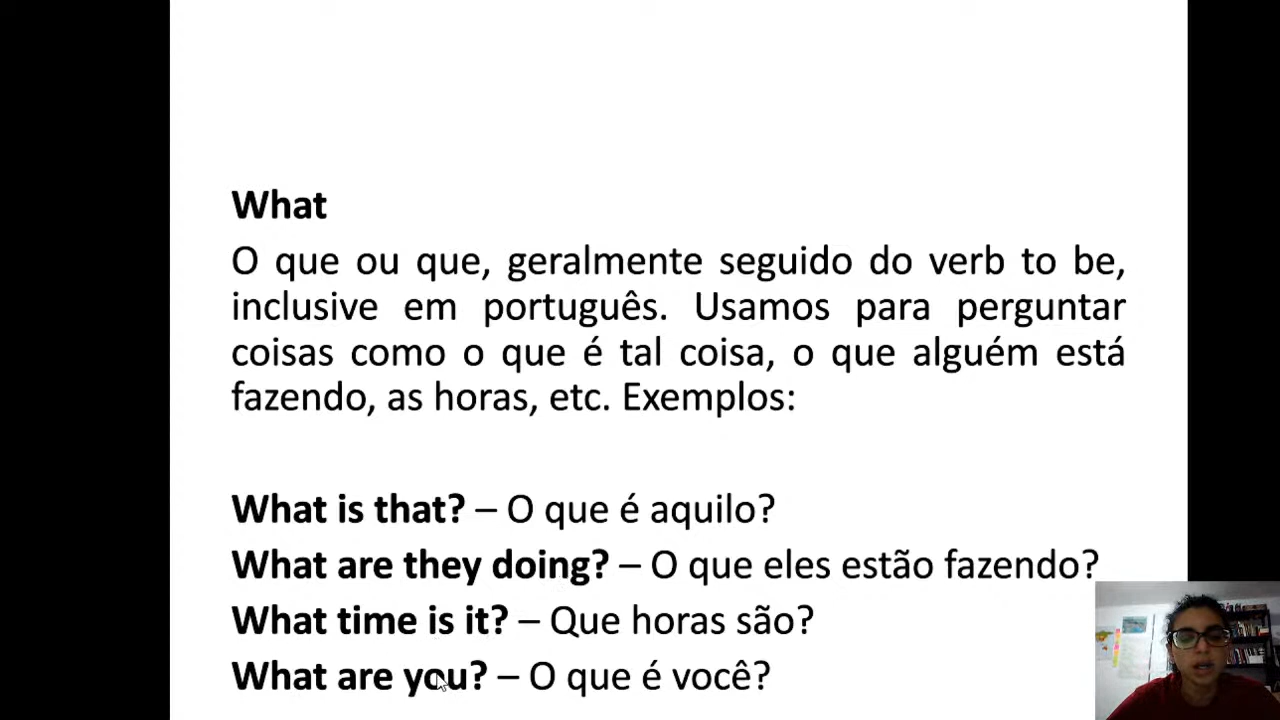 What
O que ou que, geralmente seguido do verb to be,
inclusive em português. Usamos para perguntar
coisas como o que é tal coisa, o que alguém está
fazendo, as horas, etc. Exemplos:
What is that? – O que é aquilo?
What are they doing? – O que eles estão fazendo?
What time is it? – Que horas são?
What are you? – O que é você?